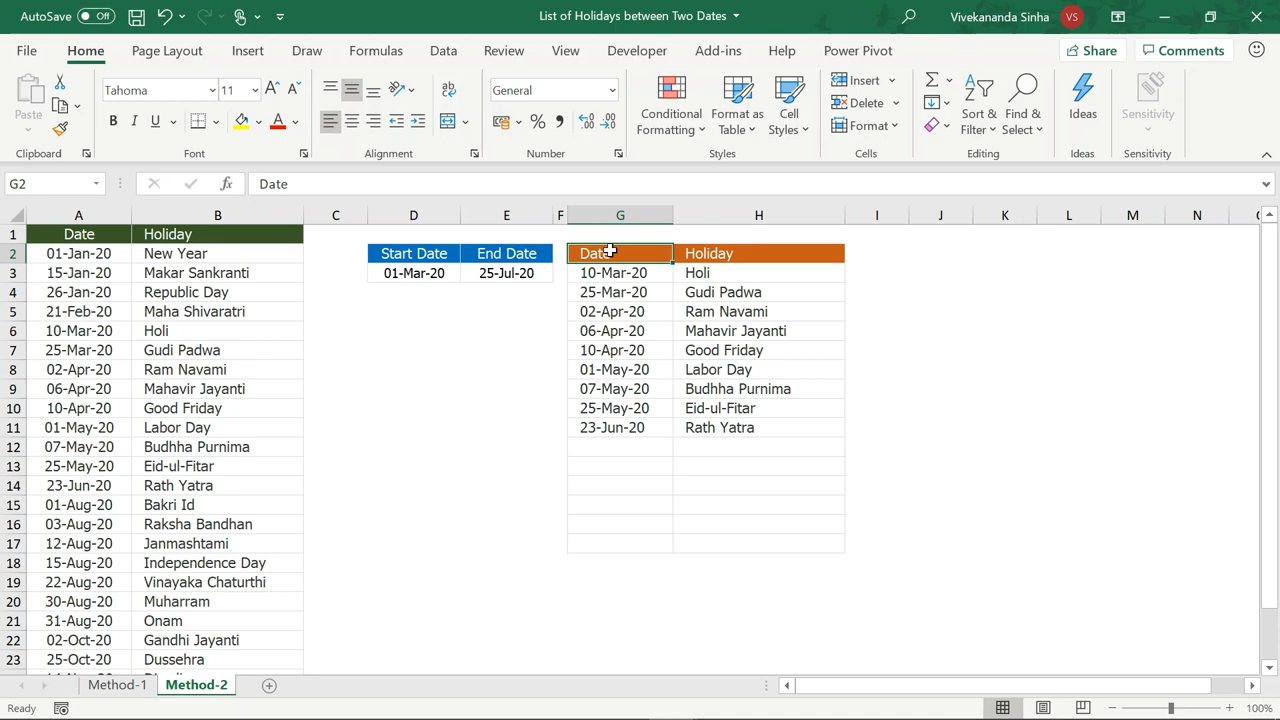 AutoSave Off List of Holidays between Two Dates Vivekananda Sinha VS
File Home Page Layout Insert Draw Formulas Data Review View Developer Add-ins Help Power Pivot Share Comments
Paste
Clipboard
Tahoma 11
B I U A
Font
Alignment
General
Number
Conditional Formatting
Format as Table
Cell Styles
Styles
Insert
Delete
Format
Cells
Sort & Filter
Find & Select
Editing
Ideas
Ideas
Sensitivity
Sensitivity
G2 fx Date
A B C D E F G H I J K L M N
1 Date Holiday
2 01-Jan-20 New Year Start Date End Date Date Holiday
3 15-Jan-20 Makar Sankranti 01-Mar-20 25-Jul-20 10-Mar-20 Holi
4 26-Jan-20 Republic Day 25-Mar-20 Gudi Padwa
5 21-Feb-20 Maha Shivaratri 02-Apr-20 Ram Navami
6 10-Mar-20 Holi 06-Apr-20 Mahavir Jayanti
7 25-Mar-20 Gudi Padwa 10-Apr-20 Good Friday
8 02-Apr-20 Ram Navami 01-May-20 Labor Day
9 06-Apr-20 Mahavir Jayanti 07-May-20 Budhha Purnima
10 10-Apr-20 Good Friday 25-May-20 Eid-ul-Fitar
11 01-May-20 Labor Day 23-Jun-20 Rath Yatra
12 07-May-20 Budhha Purnima
13 25-May-20 Eid-ul-Fitar
14 23-Jun-20 Rath Yatra
15 01-Aug-20 Bakri Id
16 03-Aug-20 Raksha Bandhan
17 12-Aug-20 Janmashtami
18 15-Aug-20 Independence Day
19 22-Aug-20 Vinayaka Chaturthi
20 30-Aug-20 Muharram
21 31-Aug-20 Onam
22 02-Oct-20 Gandhi Jayanti
23 25-Oct-20 Dussehra
Method-1 Method-2
Ready 100%